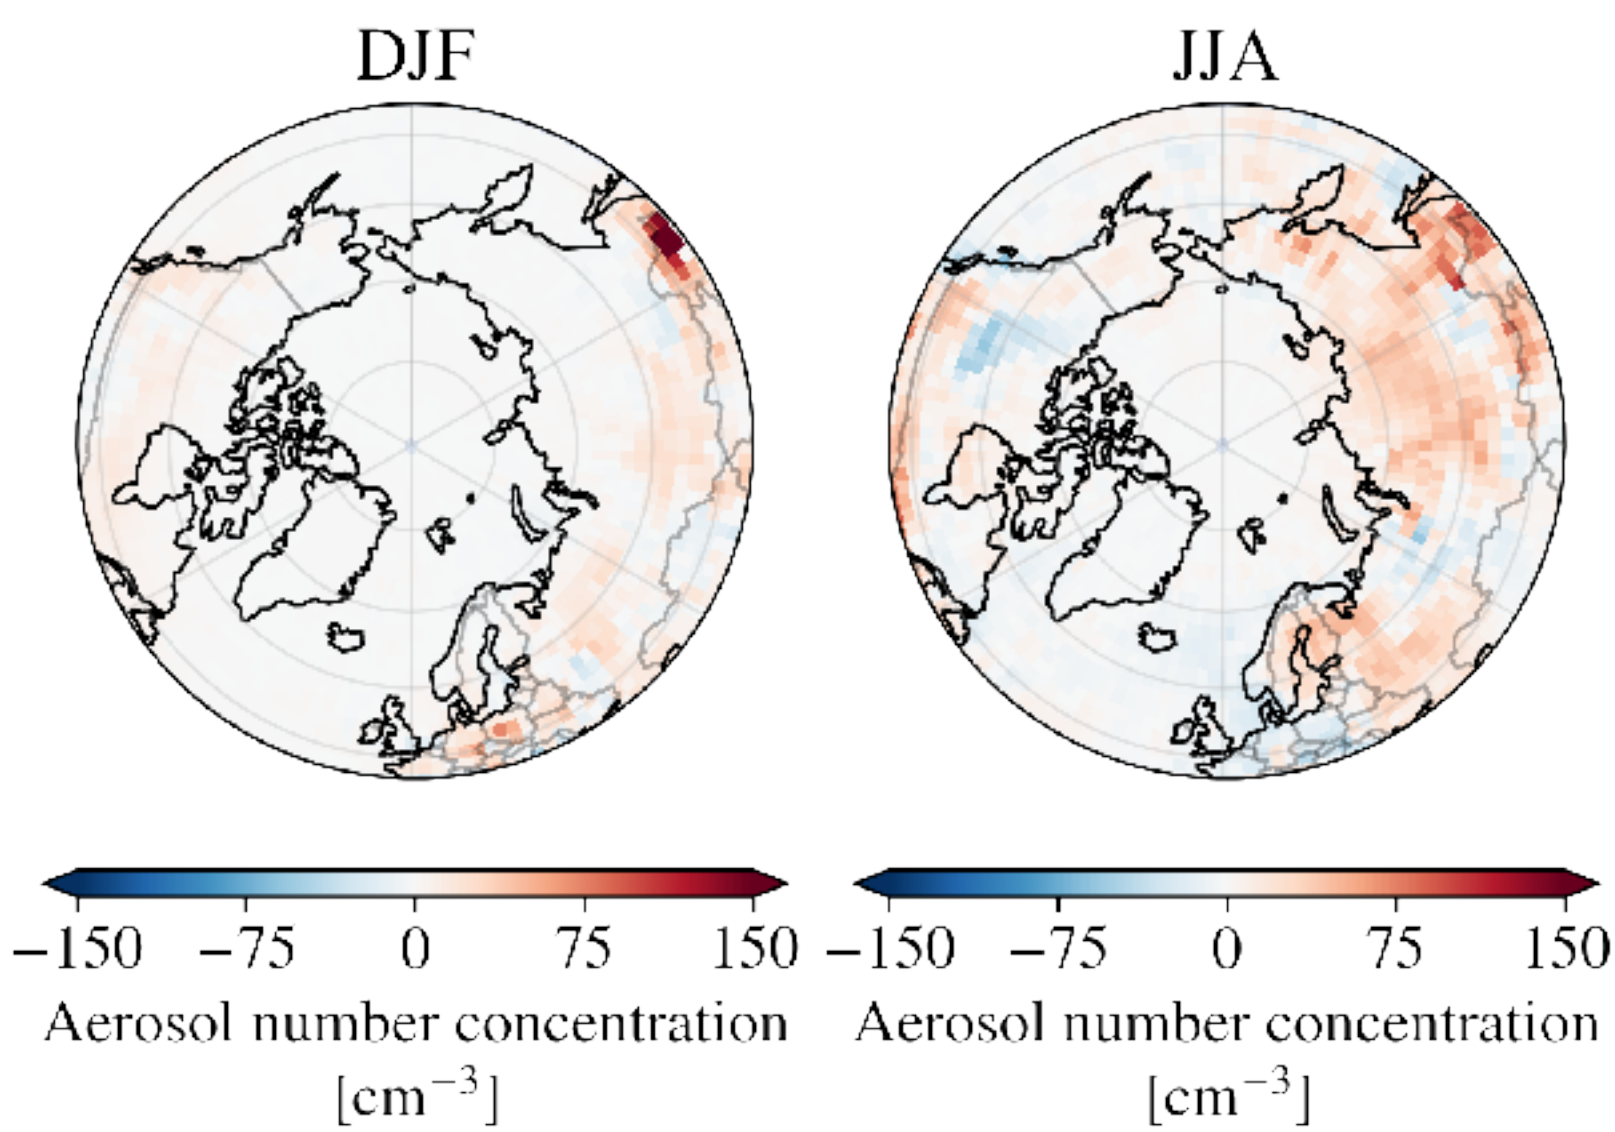 DJF JJA
−150 −75 0 75 150 −150 −75 0 75 150
Aerosol number concentration Aerosol number concentration
[cm⁻³] [cm⁻³]